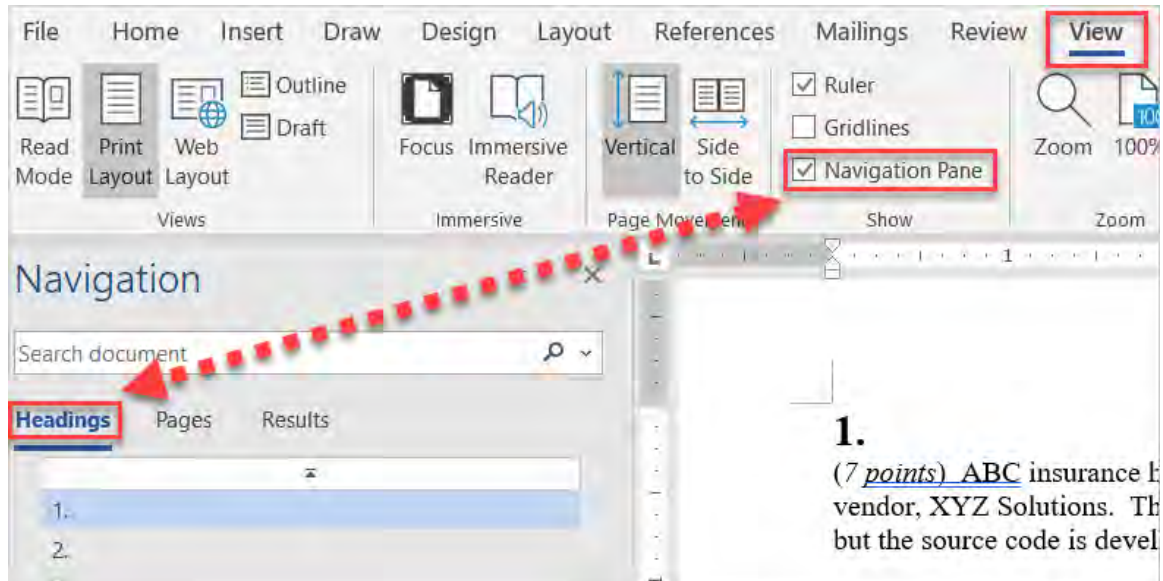 File Home Insert Draw Design Layout References Mailings Review View
Outline
Draft
Read Mode
Print Layout
Web Layout
Views
Focus
Immersive Reader
Immersive
Vertical
Side to Side
Page
Ruler
Gridlines
Navigation Pane
Show
Zoom
100%
Zoom
Navigation
Search document
Headings Pages Results
1.
2.
L
1
1.
(7 points) ABC insurance
vendor, XYZ Solutions.
but the source code is